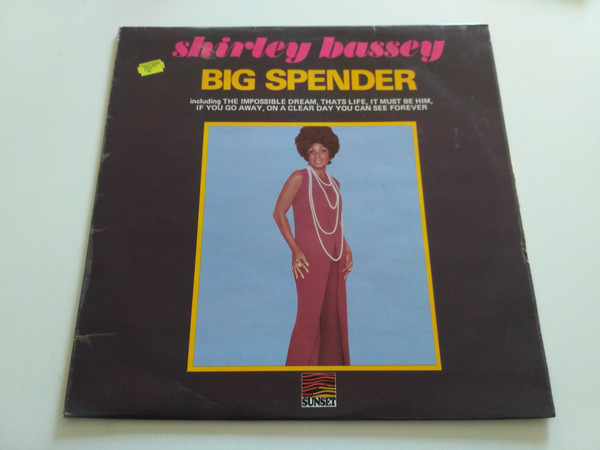 shirley bassey
BIG SPENDER
including THE IMPOSSIBLE DREAM, THATS LIFE, IT MUST BE HIM,
IF YOU GO AWAY, ON A CLEAR DAY YOU CAN SEE FOREVER
SUNSET